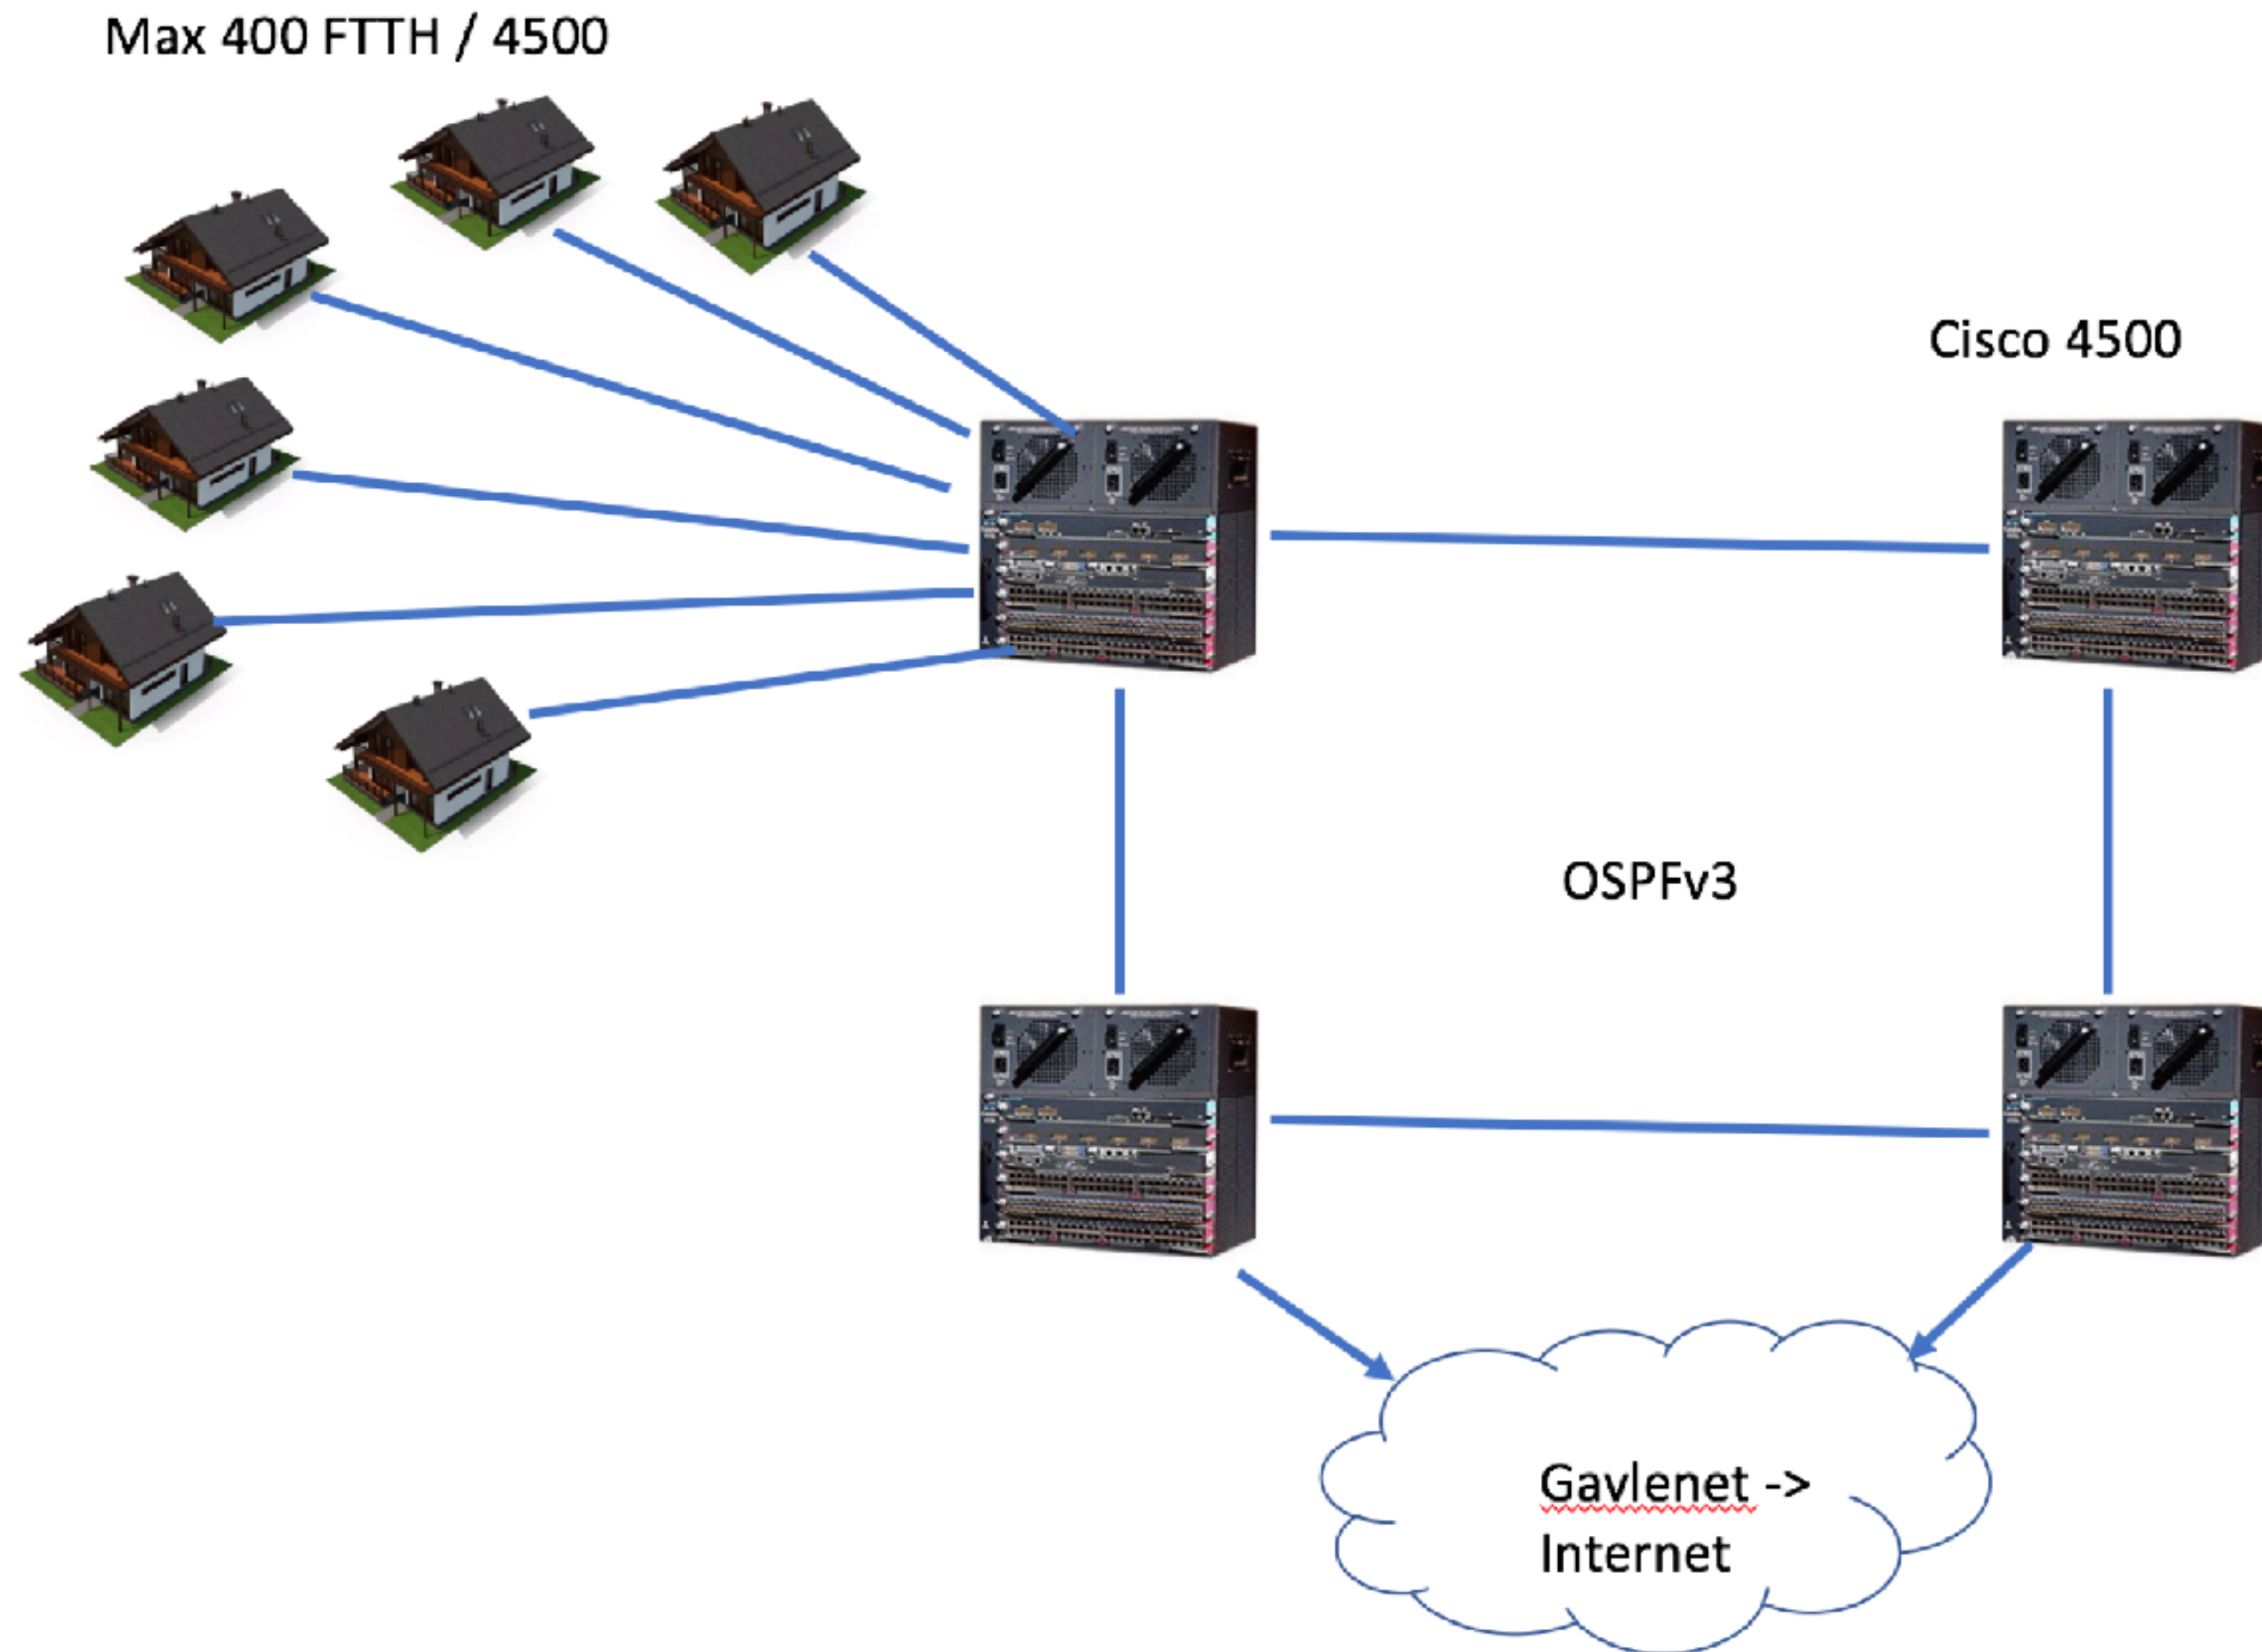 Max 400 FTTH / 4500
Cisco 4500
OSPFv3
Gavlenet ->
Internet